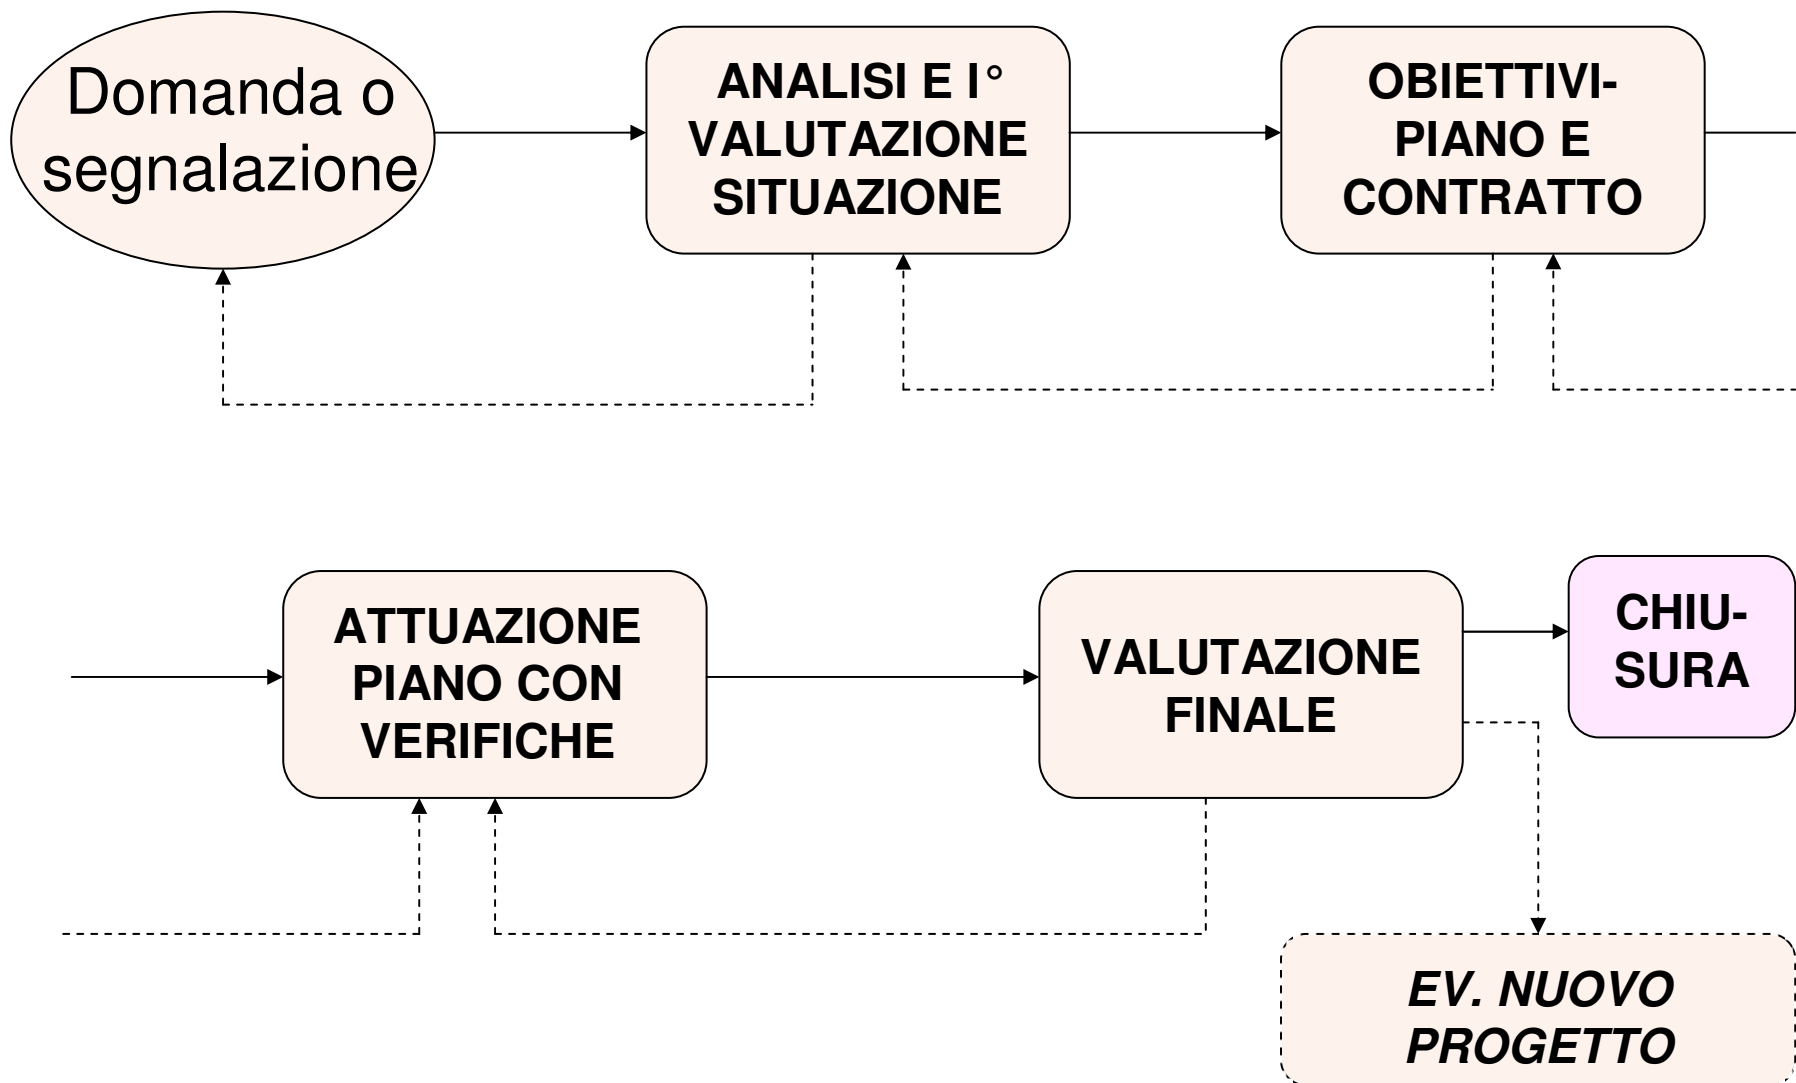 Domanda o
segnalazione
ANALISI E I°
VALUTAZIONE
SITUAZIONE
OBIETTIVI-
PIANO E
CONTRATTO
ATTUAZIONE
PIANO CON
VERIFICHE
VALUTAZIONE
FINALE
CHIU-
SURA
EV. NUOVO
PROGETTO